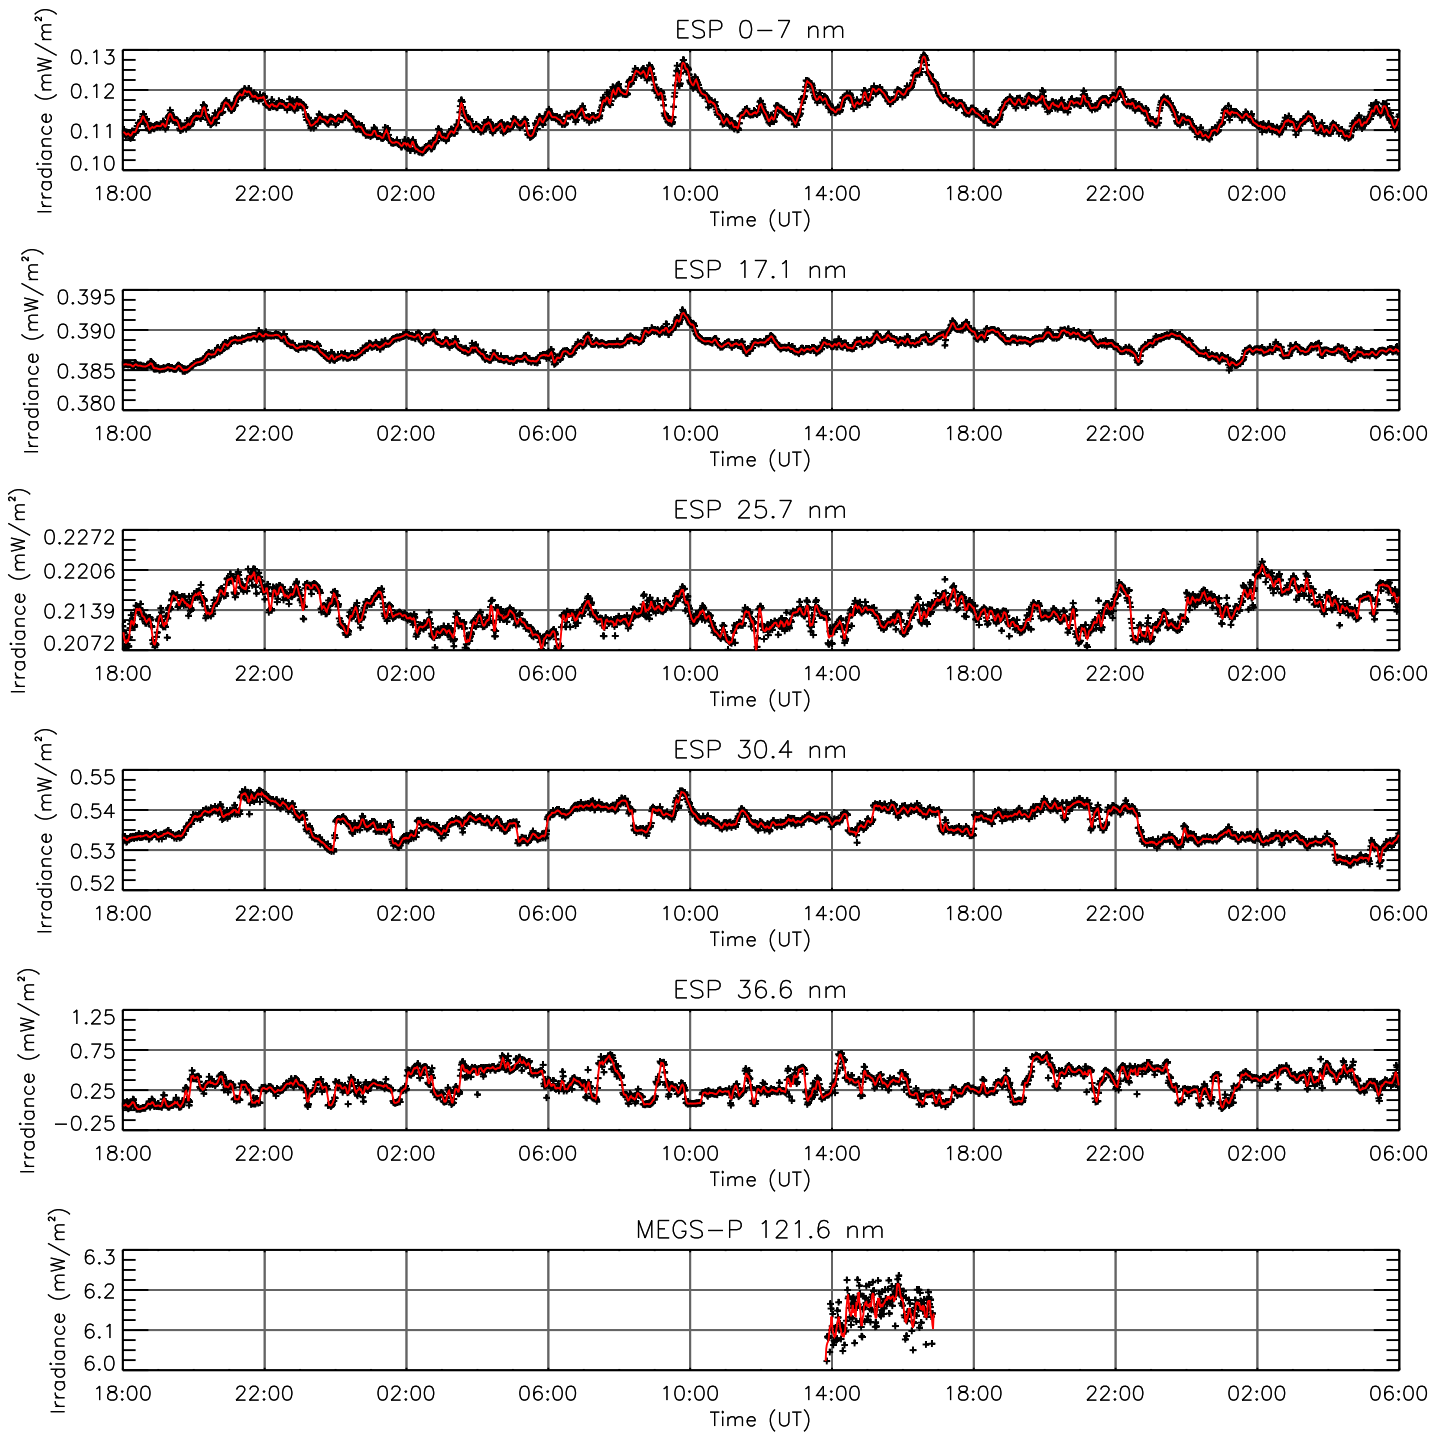 ESP 0-7 nm
Irradiance (mW/m²)
0.13
0.12
0.11
0.10
18:00 22:00 02:00 06:00 10:00 14:00 18:00 22:00 02:00 06:00
Time (UT)
ESP 17.1 nm
Irradiance (mW/m²)
0.395
0.390
0.385
0.380
18:00 22:00 02:00 06:00 10:00 14:00 18:00 22:00 02:00 06:00
Time (UT)
ESP 25.7 nm
Irradiance (mW/m²)
0.2272
0.2206
0.2139
0.2072
18:00 22:00 02:00 06:00 10:00 14:00 18:00 22:00 02:00 06:00
Time (UT)
ESP 30.4 nm
Irradiance (mW/m²)
0.55
0.54
0.53
0.52
18:00 22:00 02:00 06:00 10:00 14:00 18:00 22:00 02:00 06:00
Time (UT)
ESP 36.6 nm
Irradiance (mW/m²)
1.25
0.75
0.25
-0.25
18:00 22:00 02:00 06:00 10:00 14:00 18:00 22:00 02:00 06:00
Time (UT)
MEGS-P 121.6 nm
Irradiance (mW/m²)
6.3
6.2
6.1
6.0
18:00 22:00 02:00 06:00 10:00 14:00 18:00 22:00 02:00 06:00
Time (UT)